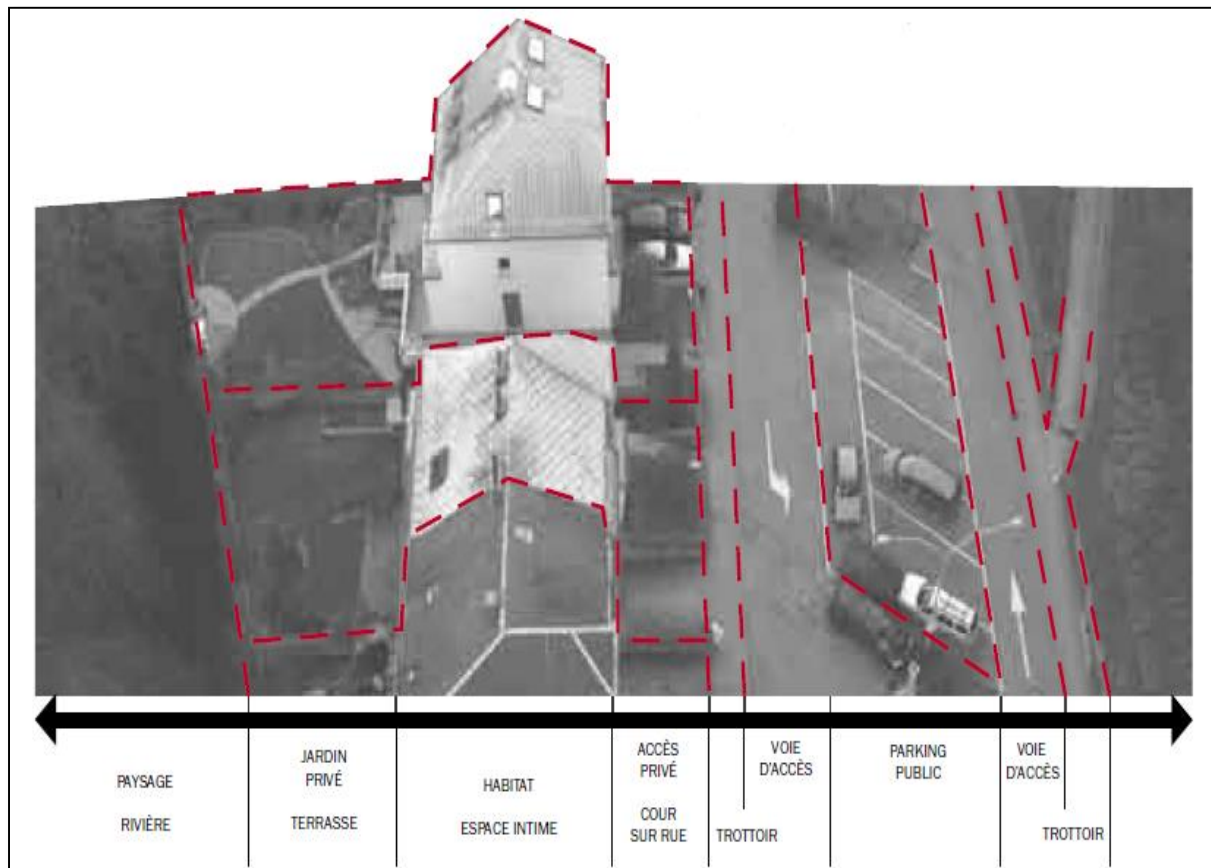 PAYSAGE
RIVIÈRE
JARDIN
PRIVÉ
TERRASSE
HABITAT
ESPACE INTIME
ACCÈS
PRIVÉ
COUR
SUR RUE
TROTTOIR
VOIE
D'ACCÈS
PARKING
PUBLIC
VOIE
D'ACCÈS
TROTTOIR